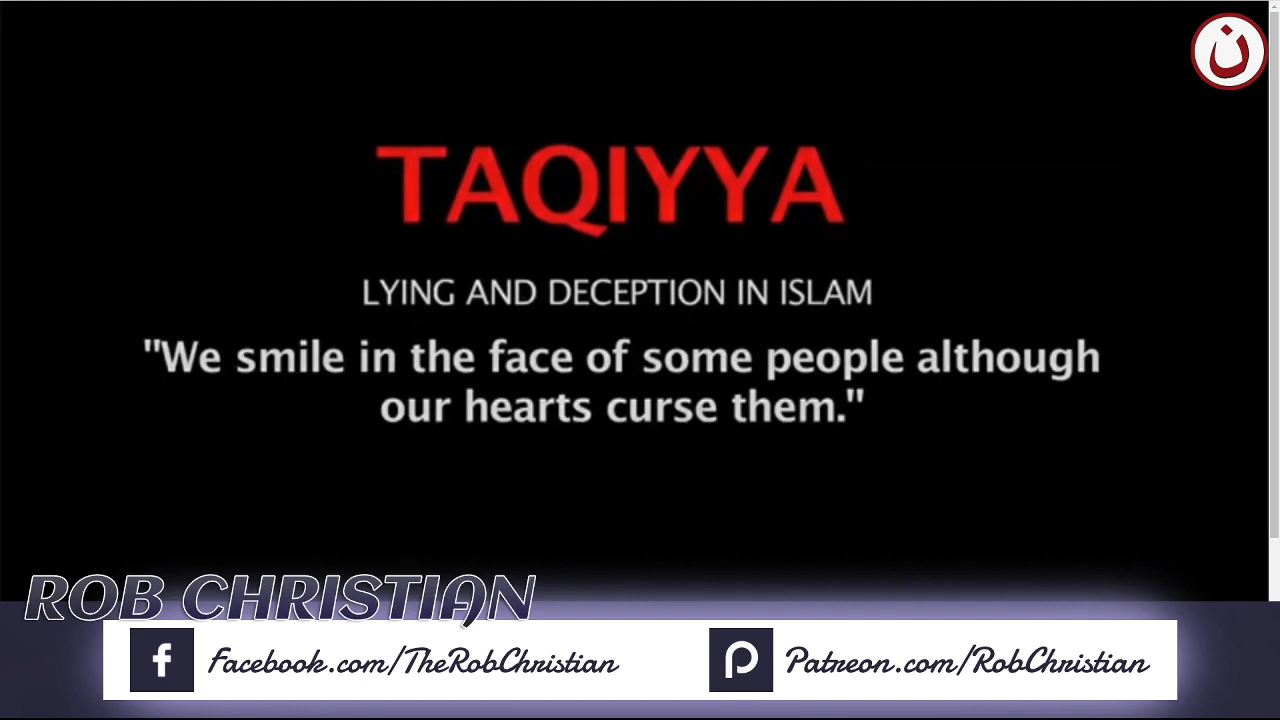 ن
TAQIYYA
LYING AND DECEPTION IN ISLAM
"We smile in the face of some people although
our hearts curse them."
ROB CHRISTIAN
f Facebook.com/TheRobChristian
Patreon.com/RobChristian